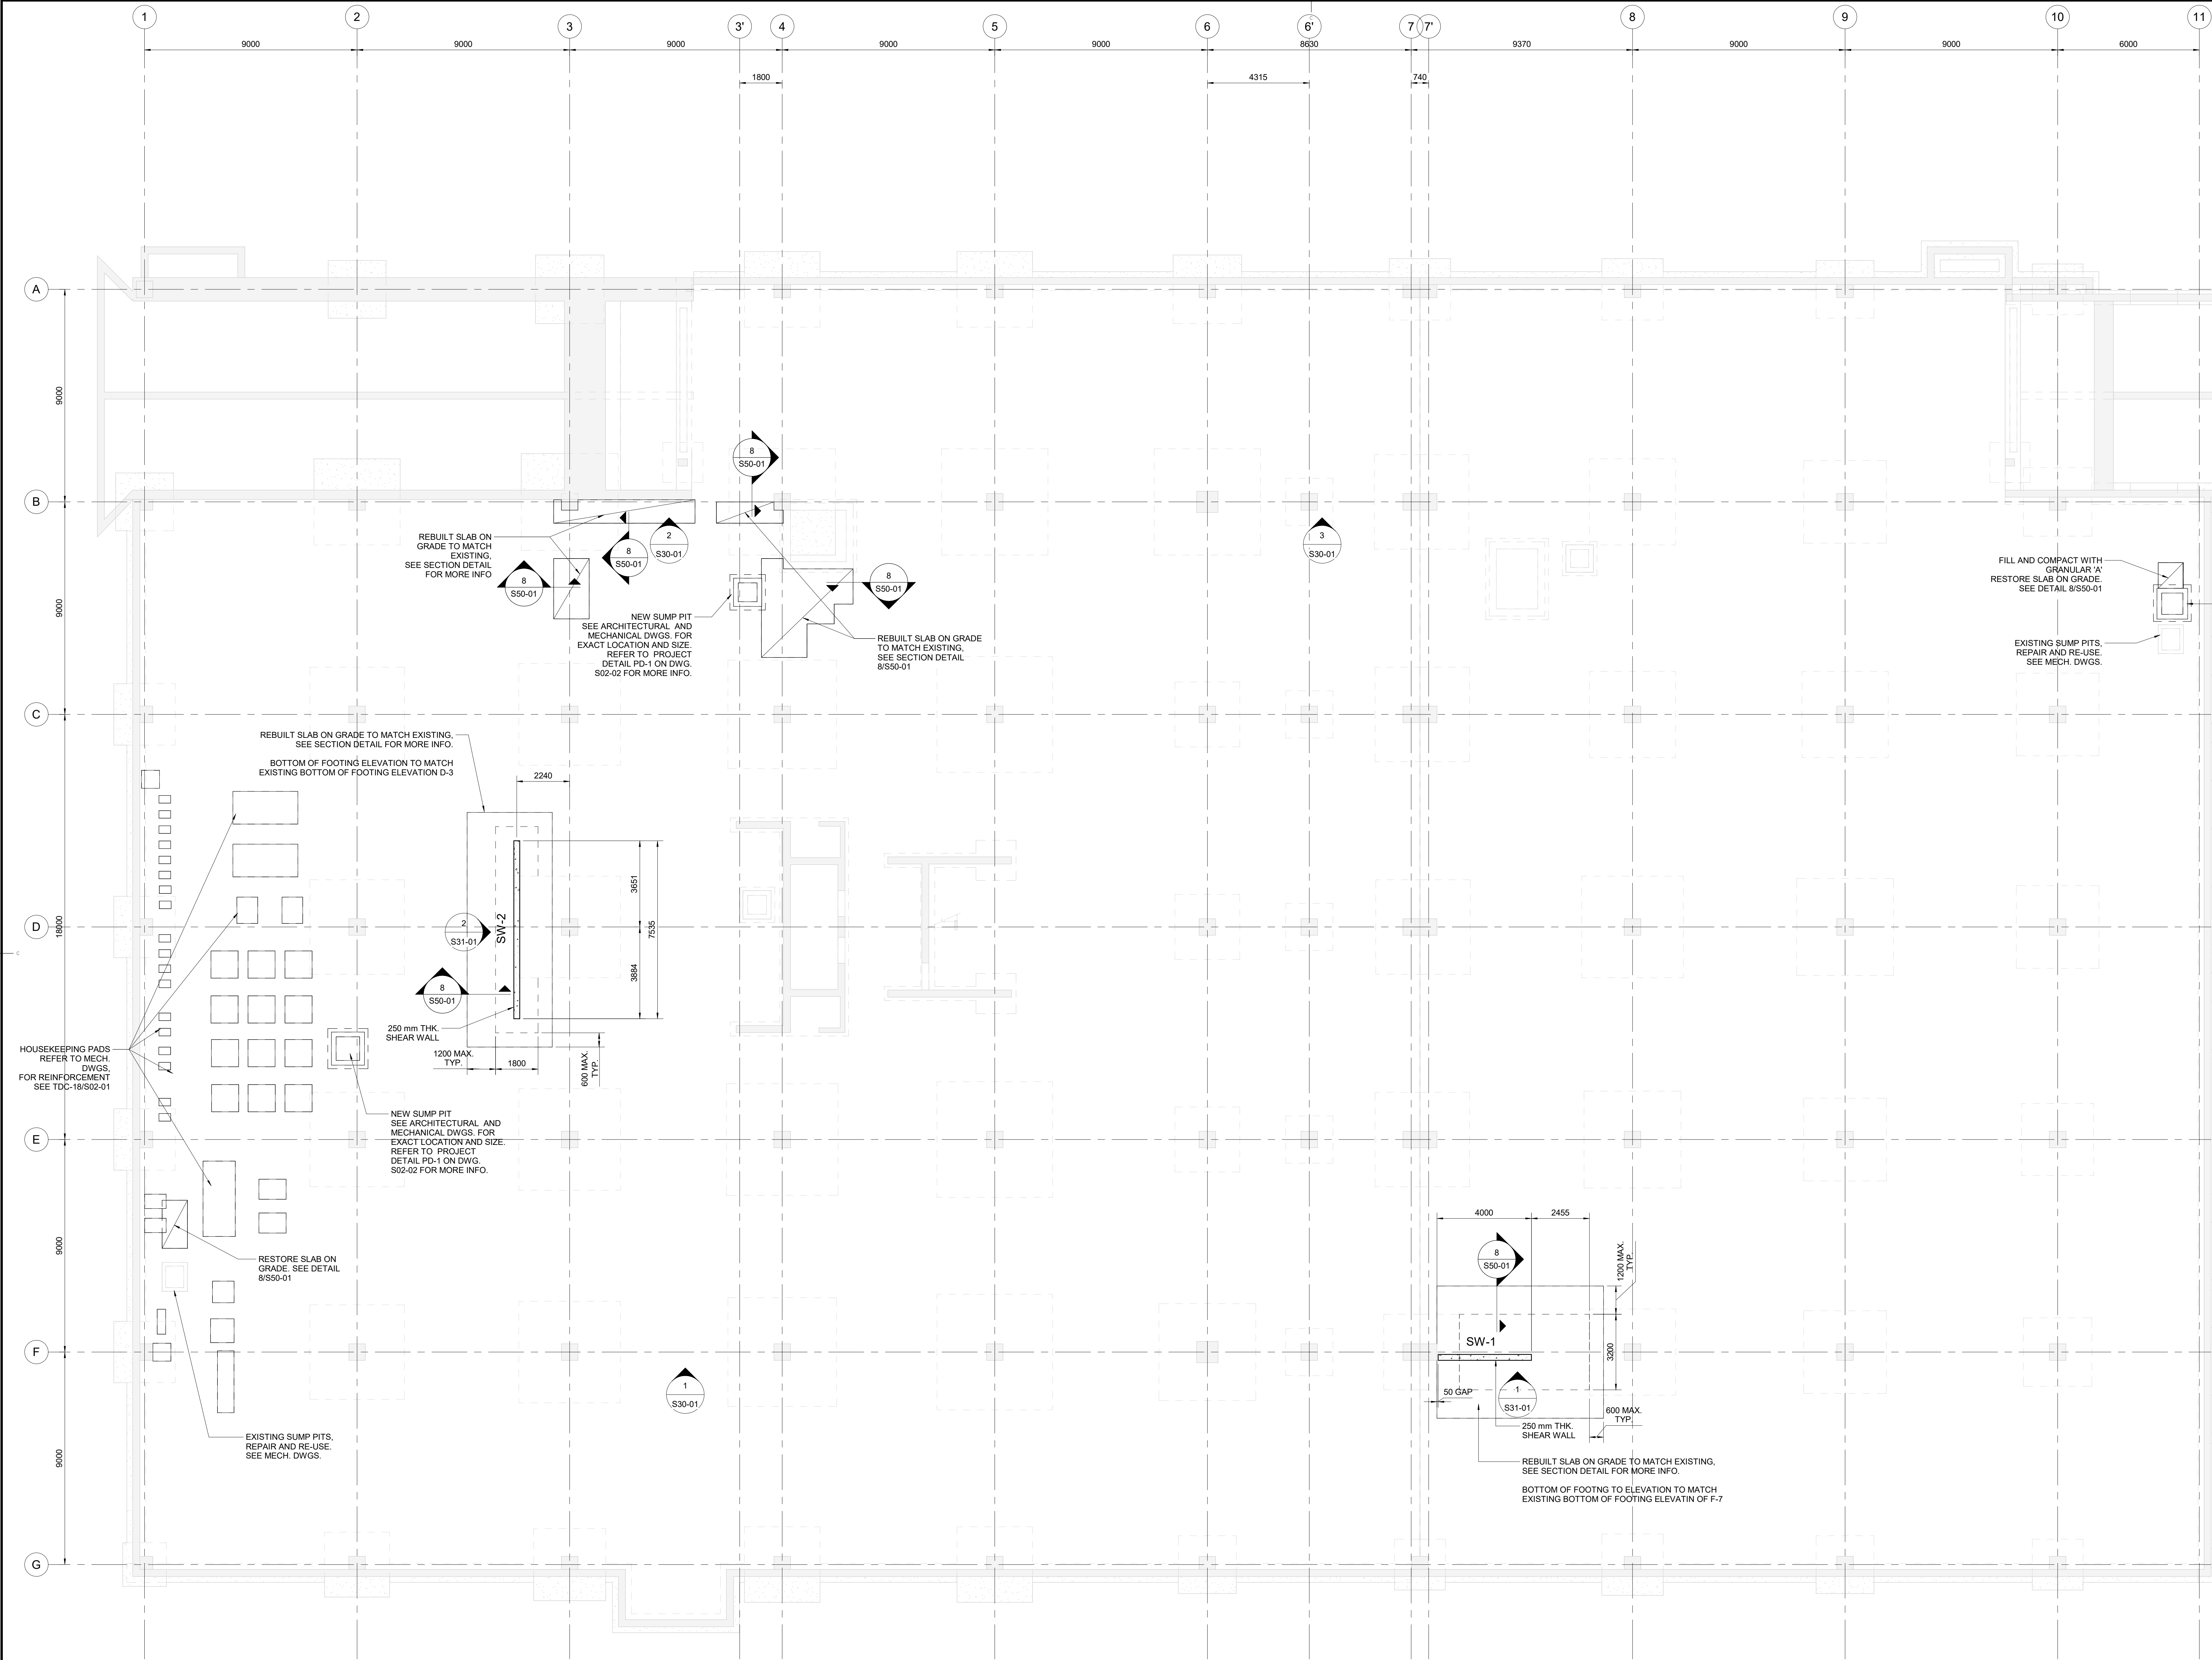 1
2
3
3'
4
5
6
6'
7
7'
8
9
10
11
9000
9000
9000
9000
9000
8630
9370
9000
9000
6000
1800
4315
740
A
B
C
D
E
F
G
9000
9000
18000
9000
9000
8
S50-01
REBUILT SLAB ON
GRADE TO MATCH
EXISTING,
SEE SECTION DETAIL
FOR MORE INFO
8
S50-01
8
S50-01
2
S30-01
8
S50-01
3
S30-01
NEW SUMP PIT
SEE ARCHITECTURAL AND
MECHANICAL DWGS. FOR
EXACT LOCATION AND SIZE.
REFER TO PROJECT
DETAIL PD-1 ON DWG.
S02-02 FOR MORE INFO.
REBUILT SLAB ON GRADE
TO MATCH EXISTING,
SEE SECTION DETAIL
8/S50-01
FILL AND COMPACT WITH
GRANULAR 'A'
RESTORE SLAB ON GRADE.
SEE DETAIL 8/S50-01
EXISTING SUMP PITS,
REPAIR AND RE-USE.
SEE MECH. DWGS.
REBUILT SLAB ON GRADE TO MATCH EXISTING,
SEE SECTION DETAIL FOR MORE INFO.
BOTTOM OF FOOTING ELEVATION TO MATCH
EXISTING BOTTOM OF FOOTING ELEVATION D-3
2240
3651
7535
3884
SW-2
2
S31-01
8
S50-01
250 mm THK.
SHEAR WALL
1200 MAX.
TYP.
1800
600 MAX.
TYP.
C
HOUSEKEEPING PADS
REFER TO MECH.
DWGS,
FOR REINFORCEMENT
SEE TDC-18/S02-01
NEW SUMP PIT
SEE ARCHITECTURAL AND
MECHANICAL DWGS. FOR
EXACT LOCATION AND SIZE.
REFER TO PROJECT
DETAIL PD-1 ON DWG.
S02-02 FOR MORE INFO.
RESTORE SLAB ON
GRADE. SEE DETAIL
8/S50-01
EXISTING SUMP PITS,
REPAIR AND RE-USE.
SEE MECH. DWGS.
1
S30-01
4000
2455
8
S50-01
1200 MAX.
TYP.
SW-1
3200
50 GAP
1
S31-01
600 MAX.
TYP.
250 mm THK.
SHEAR WALL
REBUILT SLAB ON GRADE TO MATCH EXISTING,
SEE SECTION DETAIL FOR MORE INFO.
BOTTOM OF FOOTNG TO ELEVATION TO MATCH
EXISTING BOTTOM OF FOOTING ELEVATIN OF F-7